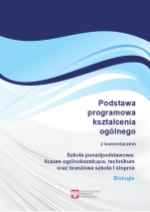 Podstawa
programowa
kształcenia
ogólnego
z komentarzem
Szkoła ponadpodstawowa:
liceum ogólnokształcące, technikum
oraz branżowa szkoła I stopnia
Biologia